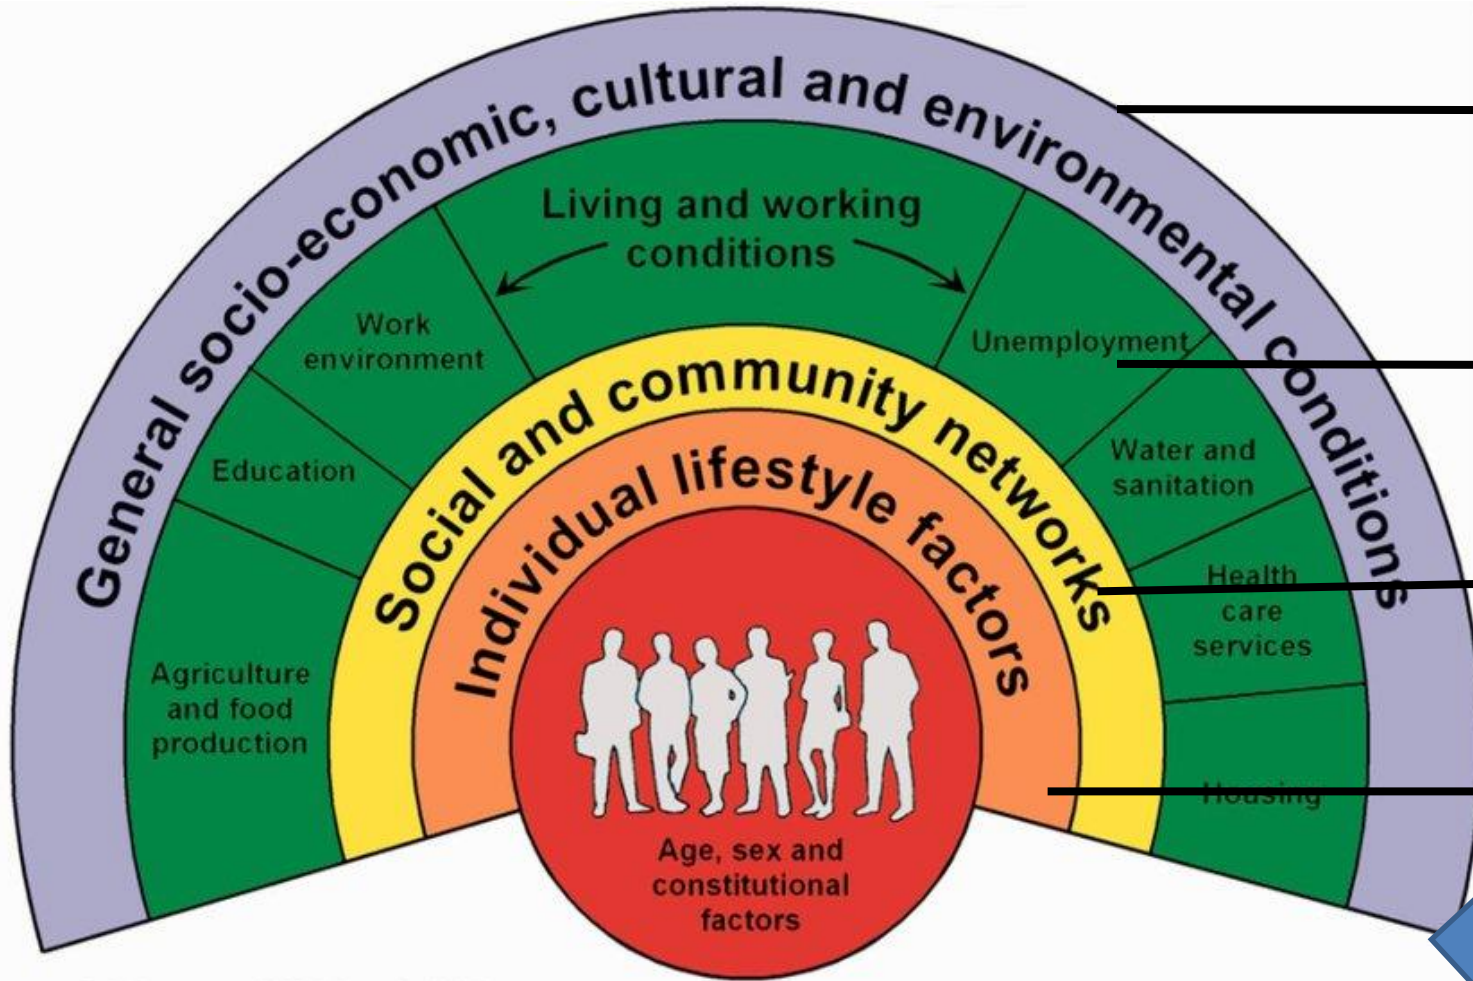 General socio-economic, cultural and environmental conditions
Living and working
conditions
Work
environment
Education
Agriculture
and food
production
Unemployment
Water and
sanitation
Health
care
services
Housing
Social and community networks
Individual lifestyle factors
Age, sex and
constitutional
factors